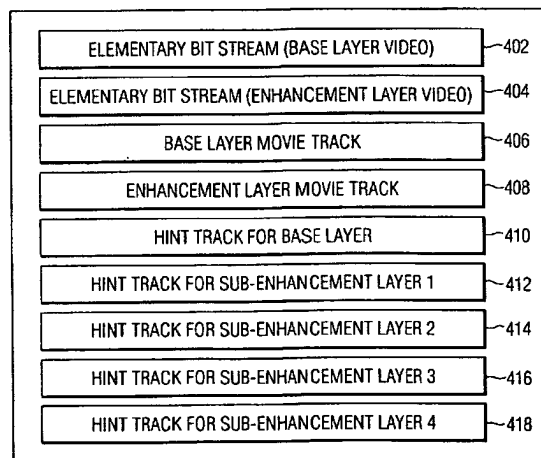 ELEMENTARY BIT STREAM (BASE LAYER VIDEO) 402
ELEMENTARY BIT STREAM (ENHANCEMENT LAYER VIDEO) 404
BASE LAYER MOVIE TRACK 406
ENHANCEMENT LAYER MOVIE TRACK 408
HINT TRACK FOR BASE LAYER 410
HINT TRACK FOR SUB-ENHANCEMENT LAYER 1 412
HINT TRACK FOR SUB-ENHANCEMENT LAYER 2 414
HINT TRACK FOR SUB-ENHANCEMENT LAYER 3 416
HINT TRACK FOR SUB-ENHANCEMENT LAYER 4 418